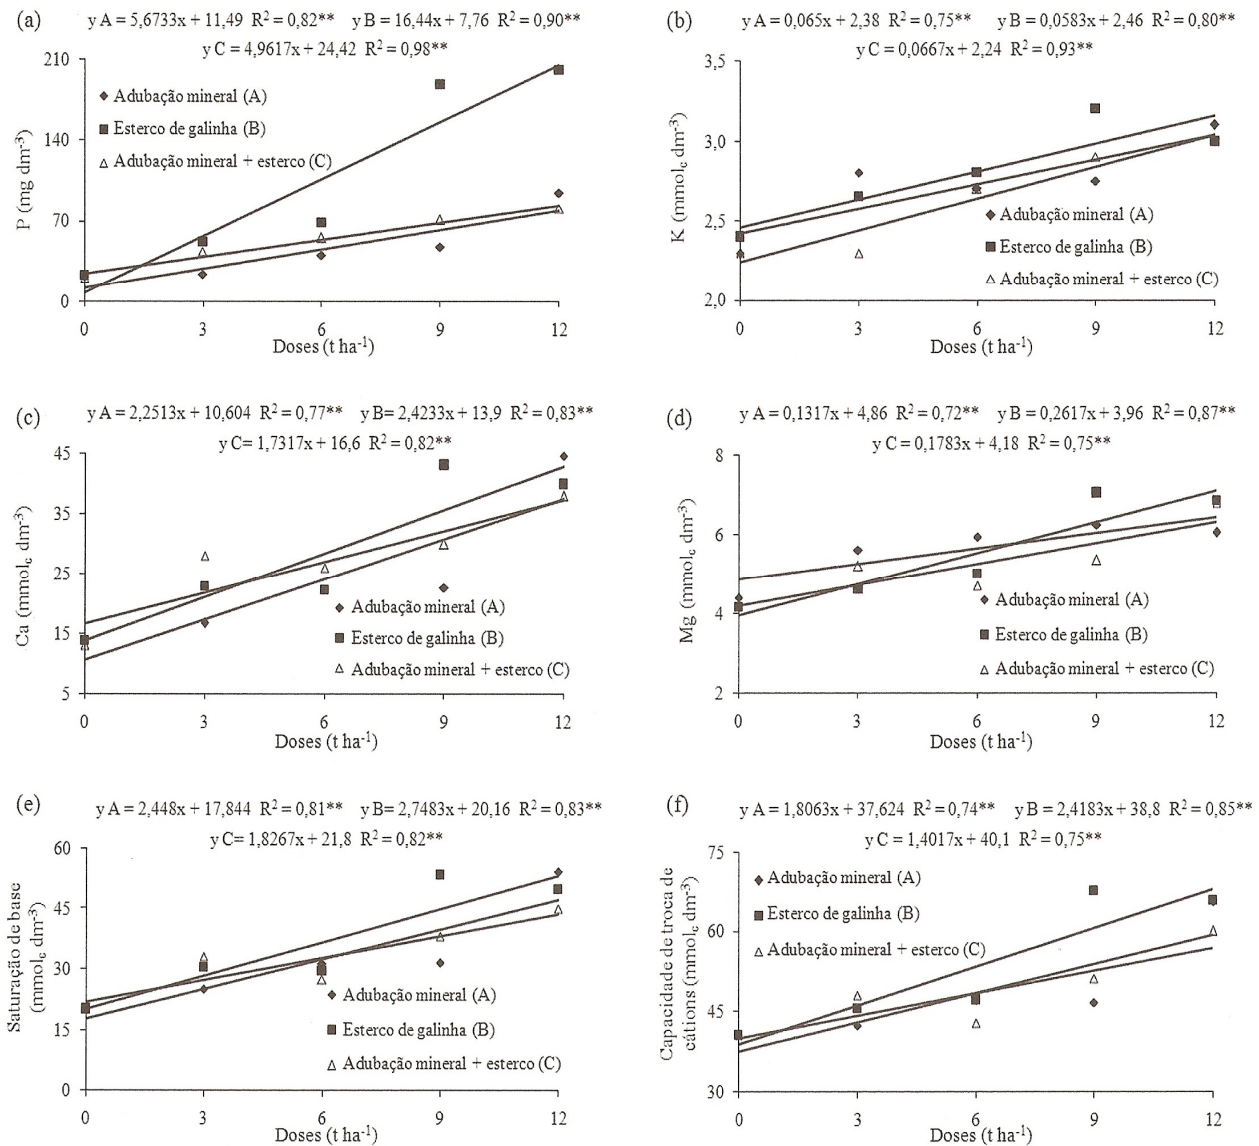 (a)
y A = 5,6733x + 11,49 R² = 0,82** y B = 16,44x + 7,76 R² = 0,90**
y C = 4,9617x + 24,42 R² = 0,98**
P (mg dm⁻³)
210
140
70
0
Adubação mineral (A)
Esterco de galinha (B)
Adubação mineral + esterco (C)
0 3 6 9 12
Doses (t ha⁻¹)
(b)
y A = 0,065x + 2,38 R² = 0,75** y B = 0,0583x + 2,46 R² = 0,80**
y C = 0,0667x + 2,24 R² = 0,93**
K (mmol_c dm⁻³)
3,5
3,0
2,5
2,0
Adubação mineral (A)
Esterco de galinha (B)
Adubação mineral + esterco (C)
0 3 6 9 12
Doses (t ha⁻¹)
(c)
y A = 2,2513x + 10,604 R² = 0,77** y B= 2,4233x + 13,9 R² = 0,83**
y C= 1,7317x + 16,6 R² = 0,82**
Ca (mmol_c dm⁻³)
45
35
25
15
5
Adubação mineral (A)
Esterco de galinha (B)
Adubação mineral + esterco (C)
0 3 6 9 12
Doses (t ha⁻¹)
(d)
y A = 0,1317x + 4,86 R² = 0,72** y B = 0,2617x + 3,96 R² = 0,87**
y C = 0,1783x + 4,18 R² = 0,75**
Mg (mmol_c dm⁻³)
8
6
4
2
Adubação mineral (A)
Esterco de galinha (B)
Adubação mineral + esterco (C)
0 3 6 9 12
Doses (t ha⁻¹)
(e)
y A = 2,448x + 17,844 R² = 0,81** y B= 2,7483x + 20,16 R² = 0,83**
y C= 1,8267x + 21,8 R² = 0,82**
Saturação de base
(mmol_c dm⁻³)
60
45
30
15
0
Adubação mineral (A)
Esterco de galinha (B)
Adubação mineral + esterco (C)
0 3 6 9 12
Doses (t ha⁻¹)
(f)
y A = 1,8063x + 37,624 R² = 0,74** y B = 2,4183x + 38,8 R² = 0,85**
y C = 1,4017x + 40,1 R² = 0,75**
Capacidade de troca de
cátions (mmol_c dm⁻³)
75
60
45
30
Adubação mineral (A)
Esterco de galinha (B)
Adubação mineral + esterco (C)
0 3 6 9 12
Doses (t ha⁻¹)